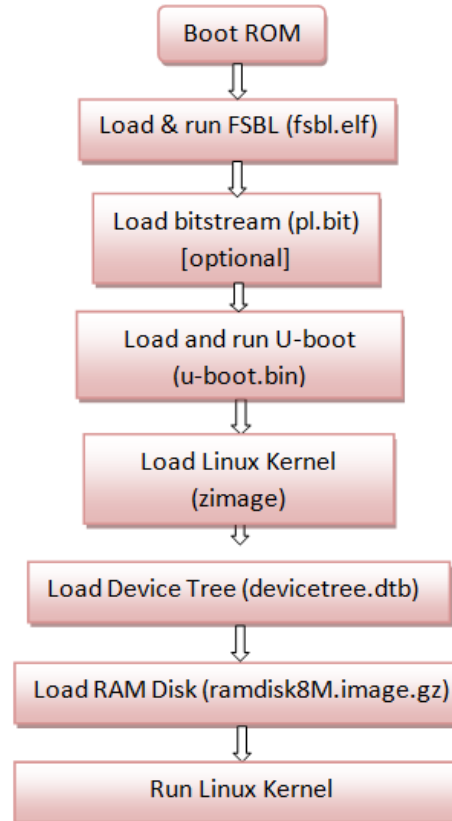 Boot ROM
Load & run FSBL (fsbl.elf)
Load bitstream (pl.bit)
[optional]
Load and run U-boot
(u-boot.bin)
Load Linux Kernel
(zimage)
Load Device Tree (devicetree.dtb)
Load RAM Disk (ramdisk8M.image.gz)
Run Linux Kernel